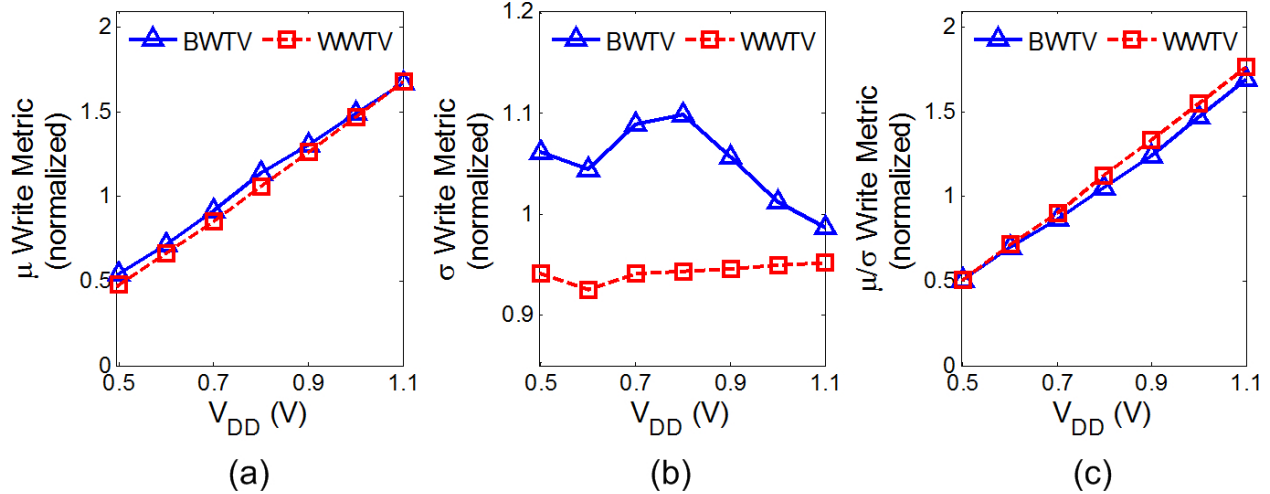 2
1.5
1
0.5
0
BWTV WWTV
0.5 0.7 0.9 1.1
V_DD (V)
μ Write Metric
(normalized)
(a)
1.2
1.1
1
0.9
BWTV WWTV
0.5 0.7 0.9 1.1
V_DD (V)
σ Write Metric
(normalized)
(b)
2
1.5
1
0.5
0
BWTV WWTV
0.5 0.7 0.9 1.1
V_DD (V)
μ/σ Write Metric
(normalized)
(c)